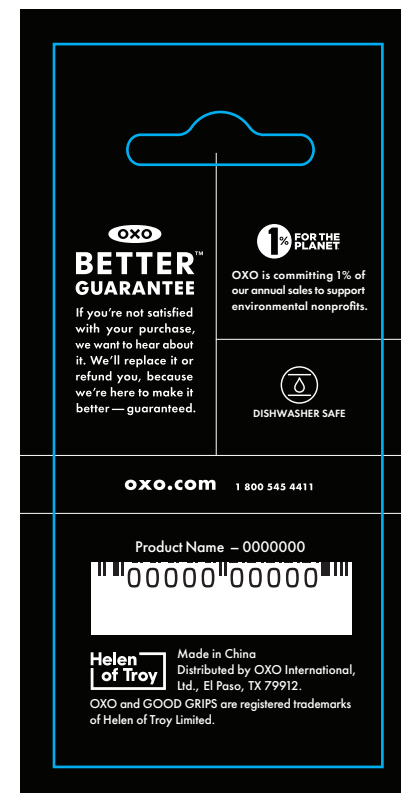 OXO
BETTER™
GUARANTEE
If you're not satisfied
with your purchase,
we want to hear about
it. We'll replace it or
refund you, because
we're here to make it
better — guaranteed.
1% FOR THE
PLANET
OXO is committing 1% of
our annual sales to support
environmental nonprofits.
DISHWASHER SAFE
oxo.com 1 800 545 4411
Product Name – 0000000
00000 00000
Helen
of Troy
Made in China
Distributed by OXO International,
Ltd., El Paso, TX 79912.
OXO and GOOD GRIPS are registered trademarks
of Helen of Troy Limited.